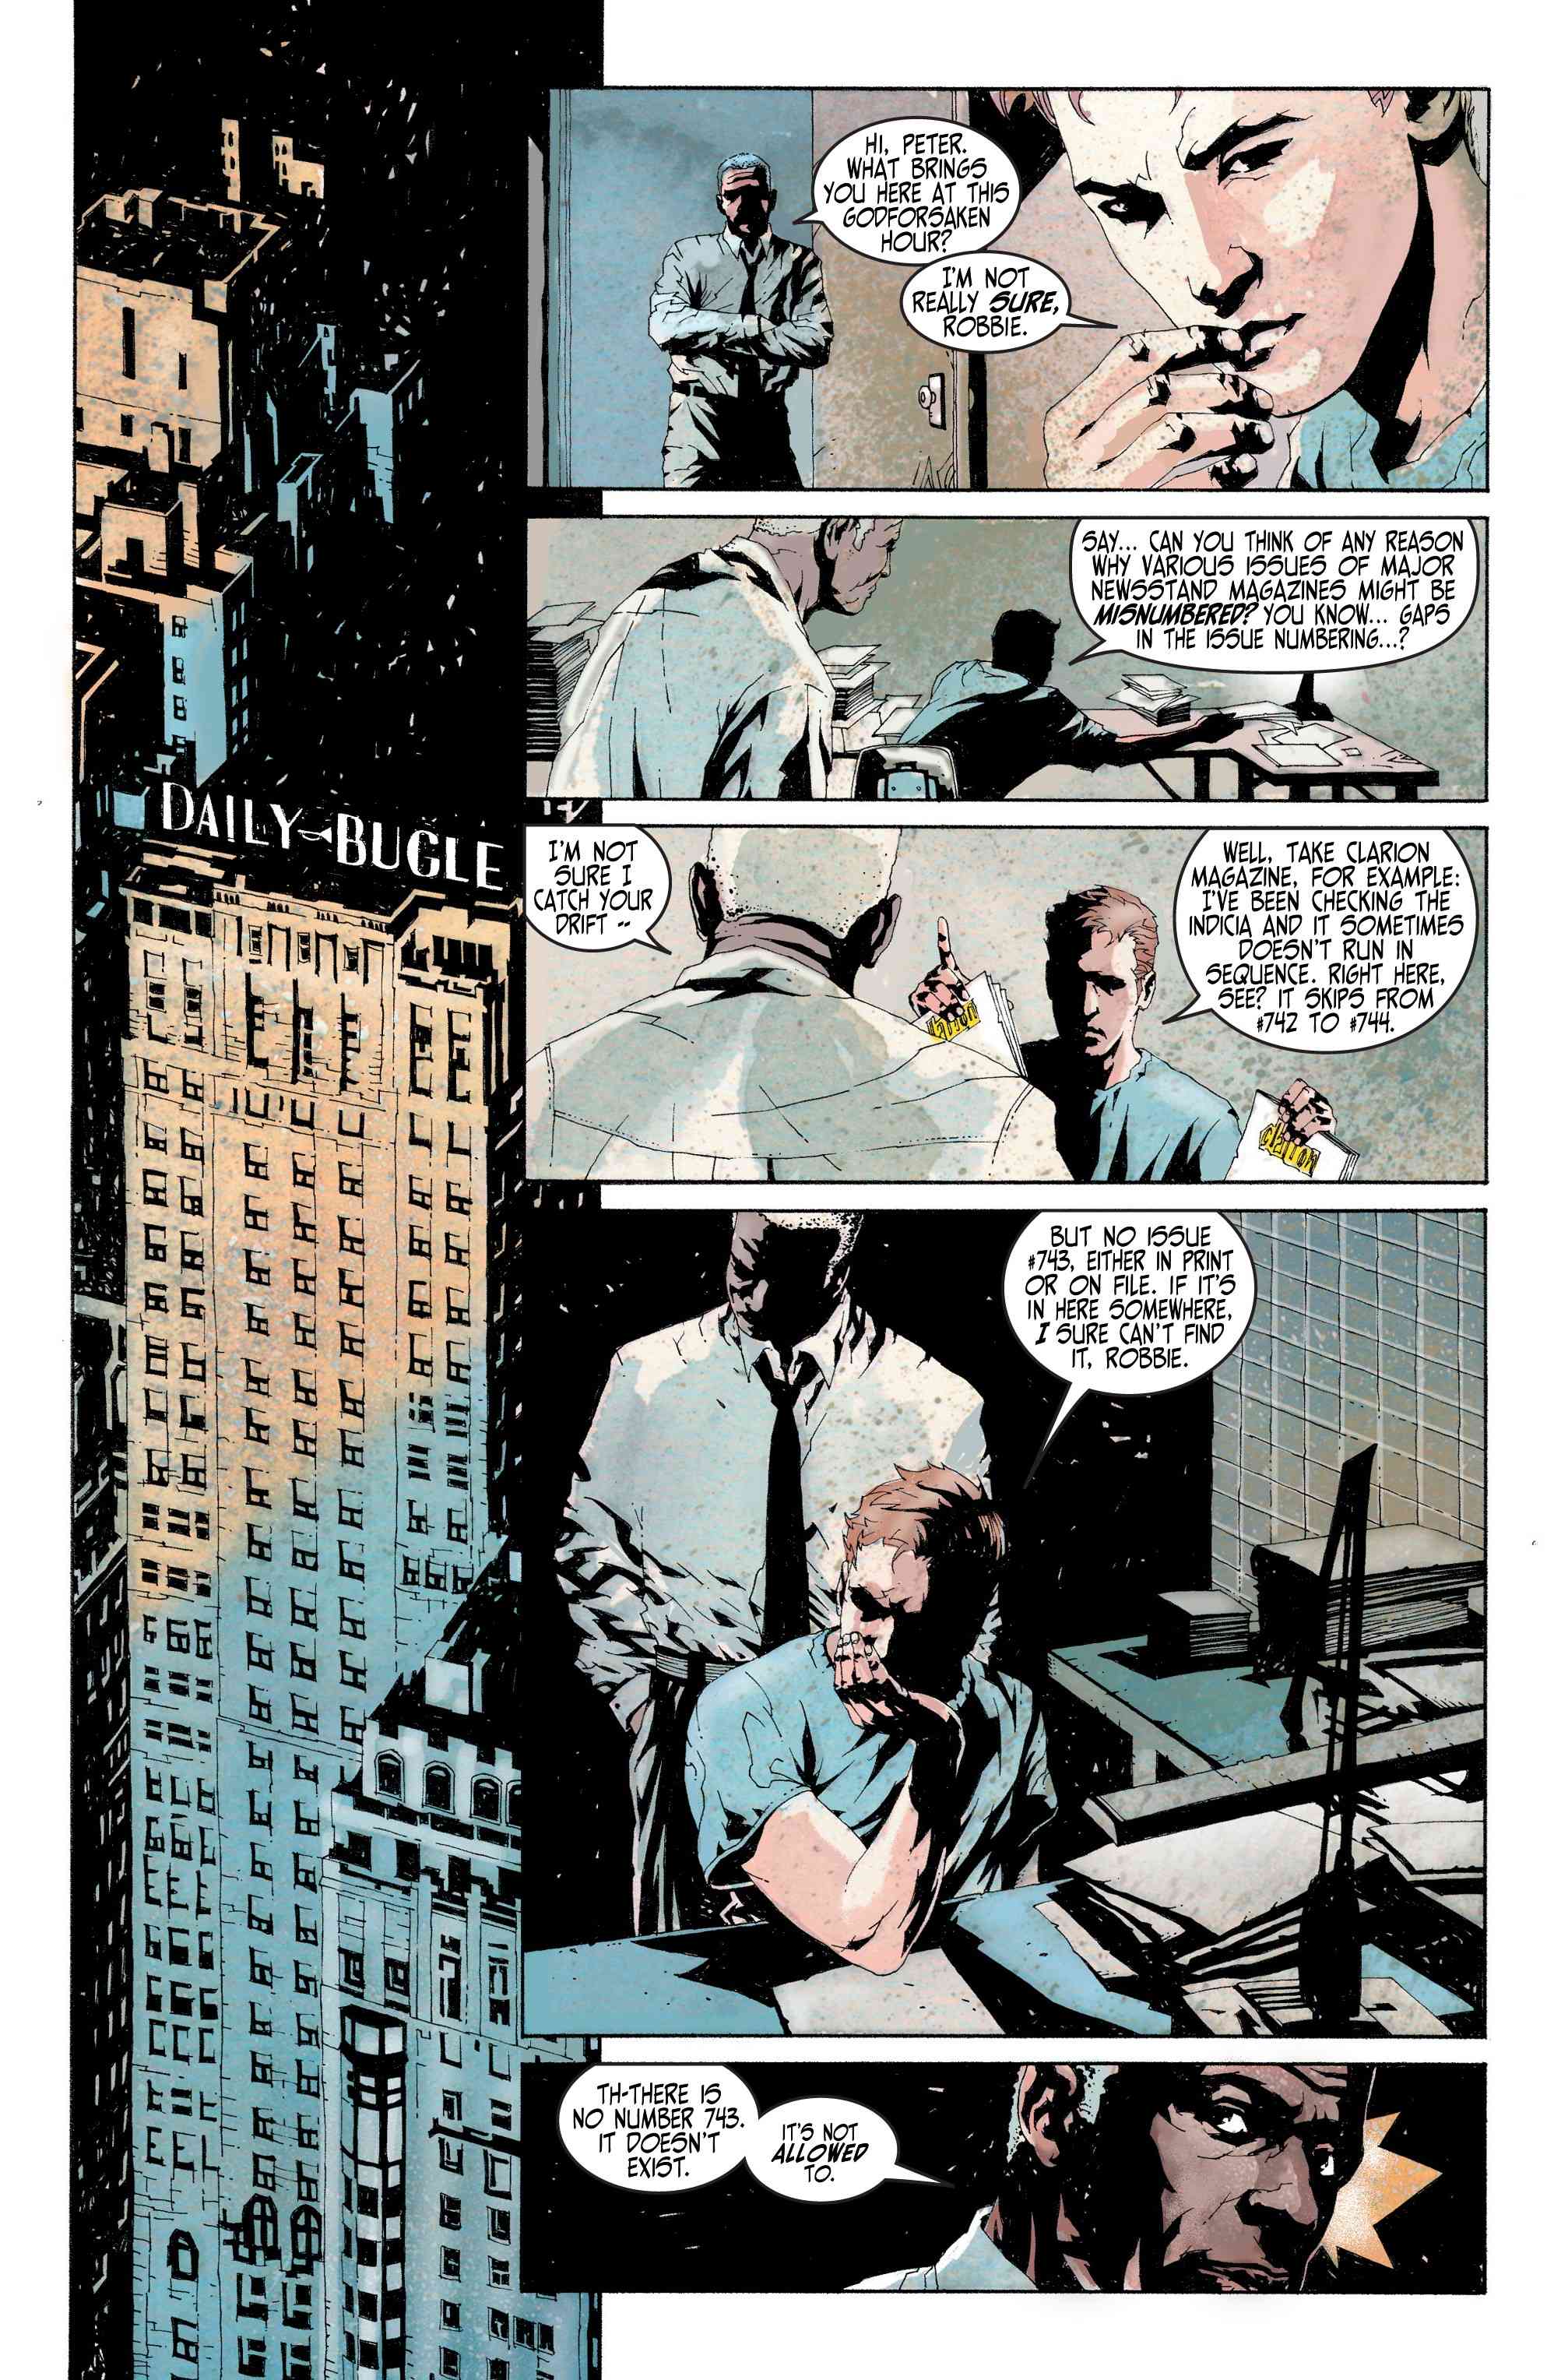 HI, PETER.
WHAT BRINGS
YOU HERE AT THIS
GODFORSAKEN
HOUR?
I'M NOT
REALLY SURE,
ROBBIE.
SAY... CAN YOU THINK OF ANY REASON
WHY VARIOUS ISSUES OF MAJOR
NEWSSTAND MAGAZINES MIGHT BE
MISNUMBERED? YOU KNOW... GAPS
IN THE ISSUE NUMBERING...?
DAILY BUGLE
I'M NOT
SURE I
CATCH YOUR
DRIFT --
WELL, TAKE CLARION
MAGAZINE, FOR EXAMPLE:
I'VE BEEN CHECKING THE
INDICIA AND IT SOMETIMES
DOESN'T RUN IN
SEQUENCE. RIGHT HERE,
SEE? IT SKIPS FROM
#742 TO #744.
clarion
clarion
BUT NO ISSUE
#743, EITHER IN PRINT
OR ON FILE. IF IT'S
IN HERE SOMEWHERE,
I SURE CAN'T FIND
IT, ROBBIE.
TH-THERE IS
NO NUMBER 743.
IT DOESN'T
EXIST.
IT'S NOT
ALLOWED
TO.